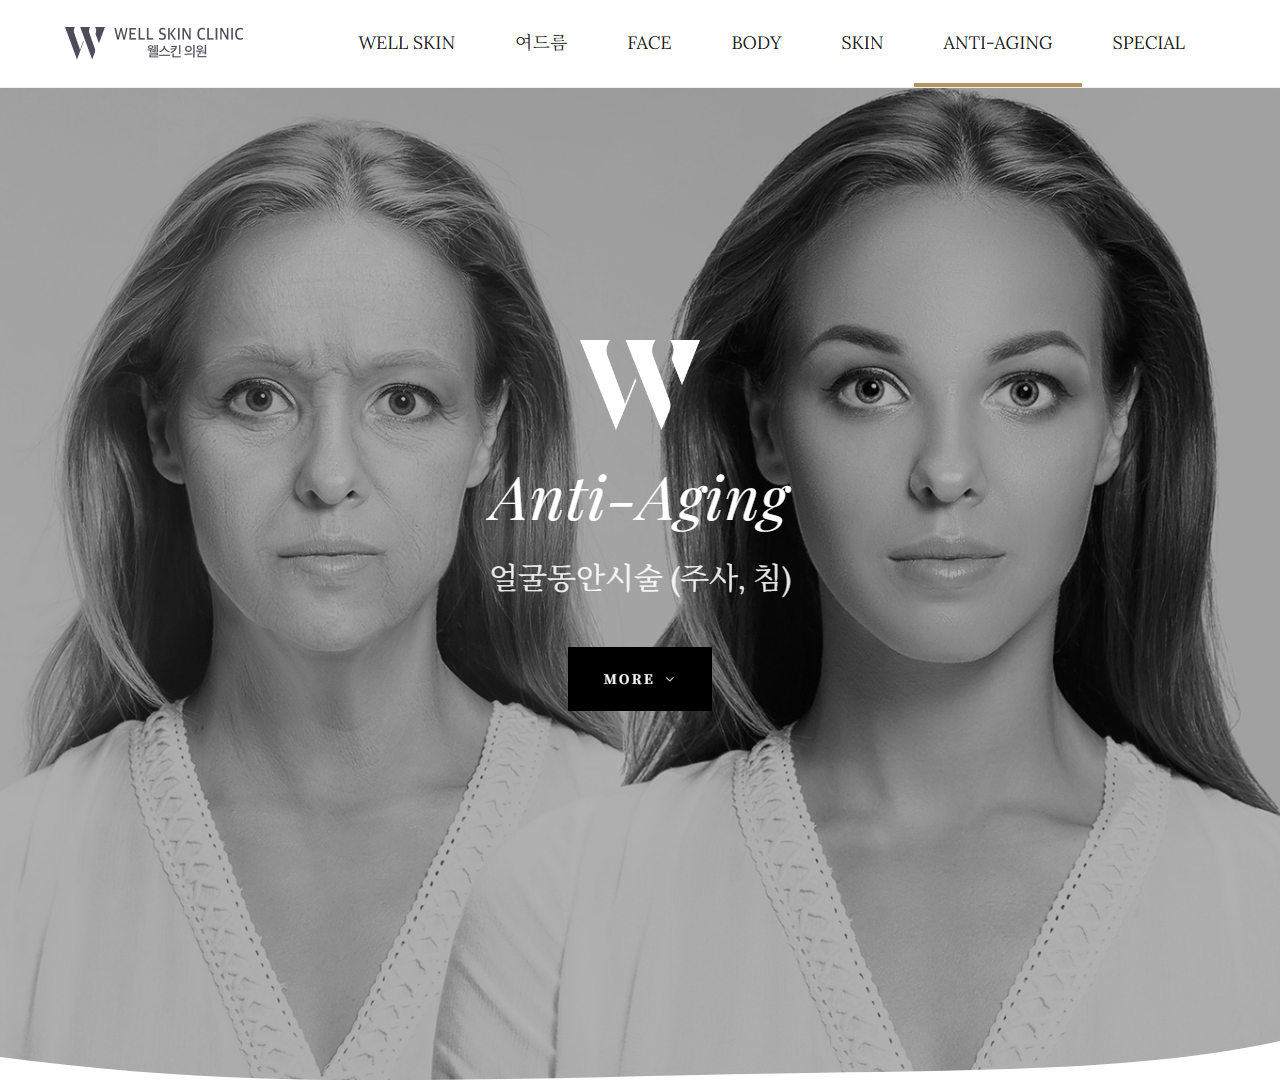 WELL SKIN CLINIC
웰스킨 의원
WELL SKIN
여드름
FACE
BODY
SKIN
ANTI-AGING
SPECIAL
W
Anti-Aging
얼굴동안시술 (주사, 침)
MORE